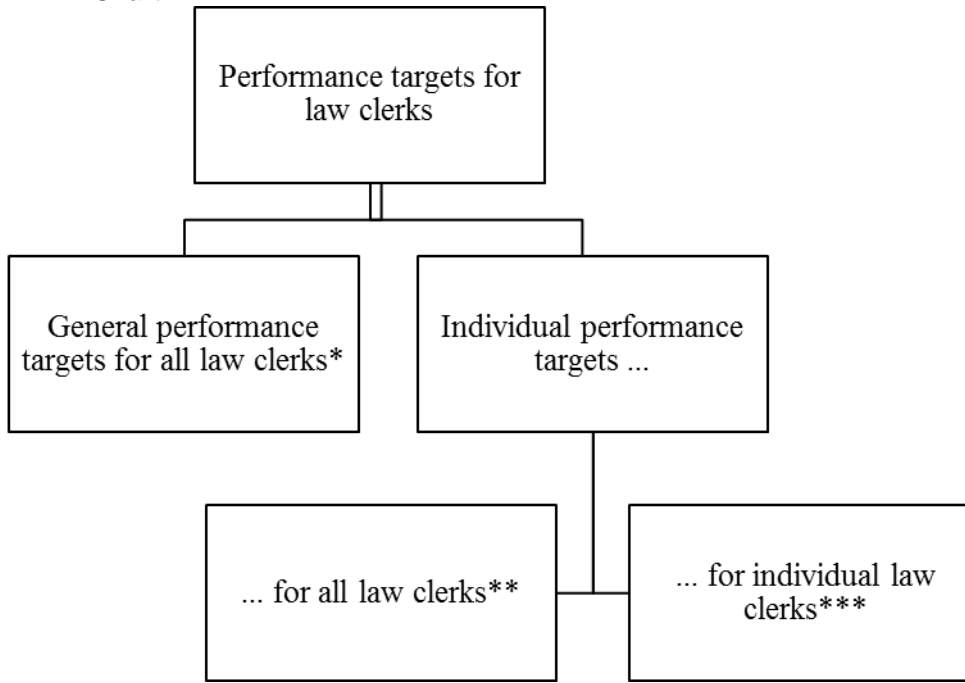 Performance targets for
law clerks
General performance
targets for all law clerks*
Individual performance
targets ...
... for all law clerks**
... for individual law
clerks***